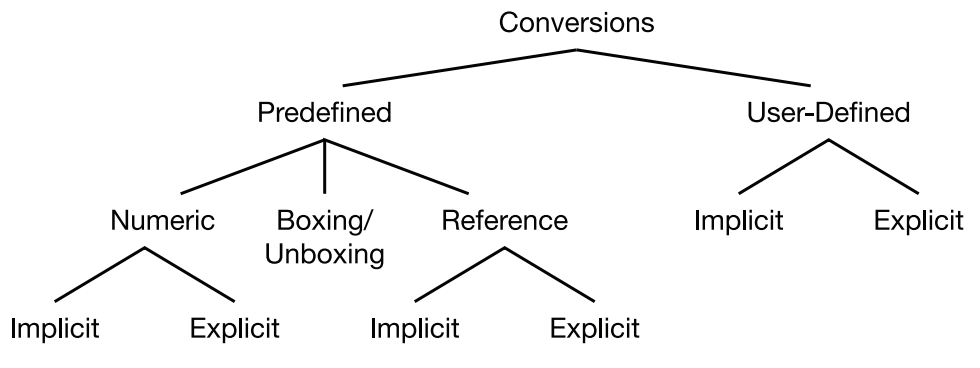 Conversions
Predefined
User-Defined
Numeric
Boxing/
Unboxing
Reference
Implicit
Explicit
Implicit
Explicit
Implicit
Explicit